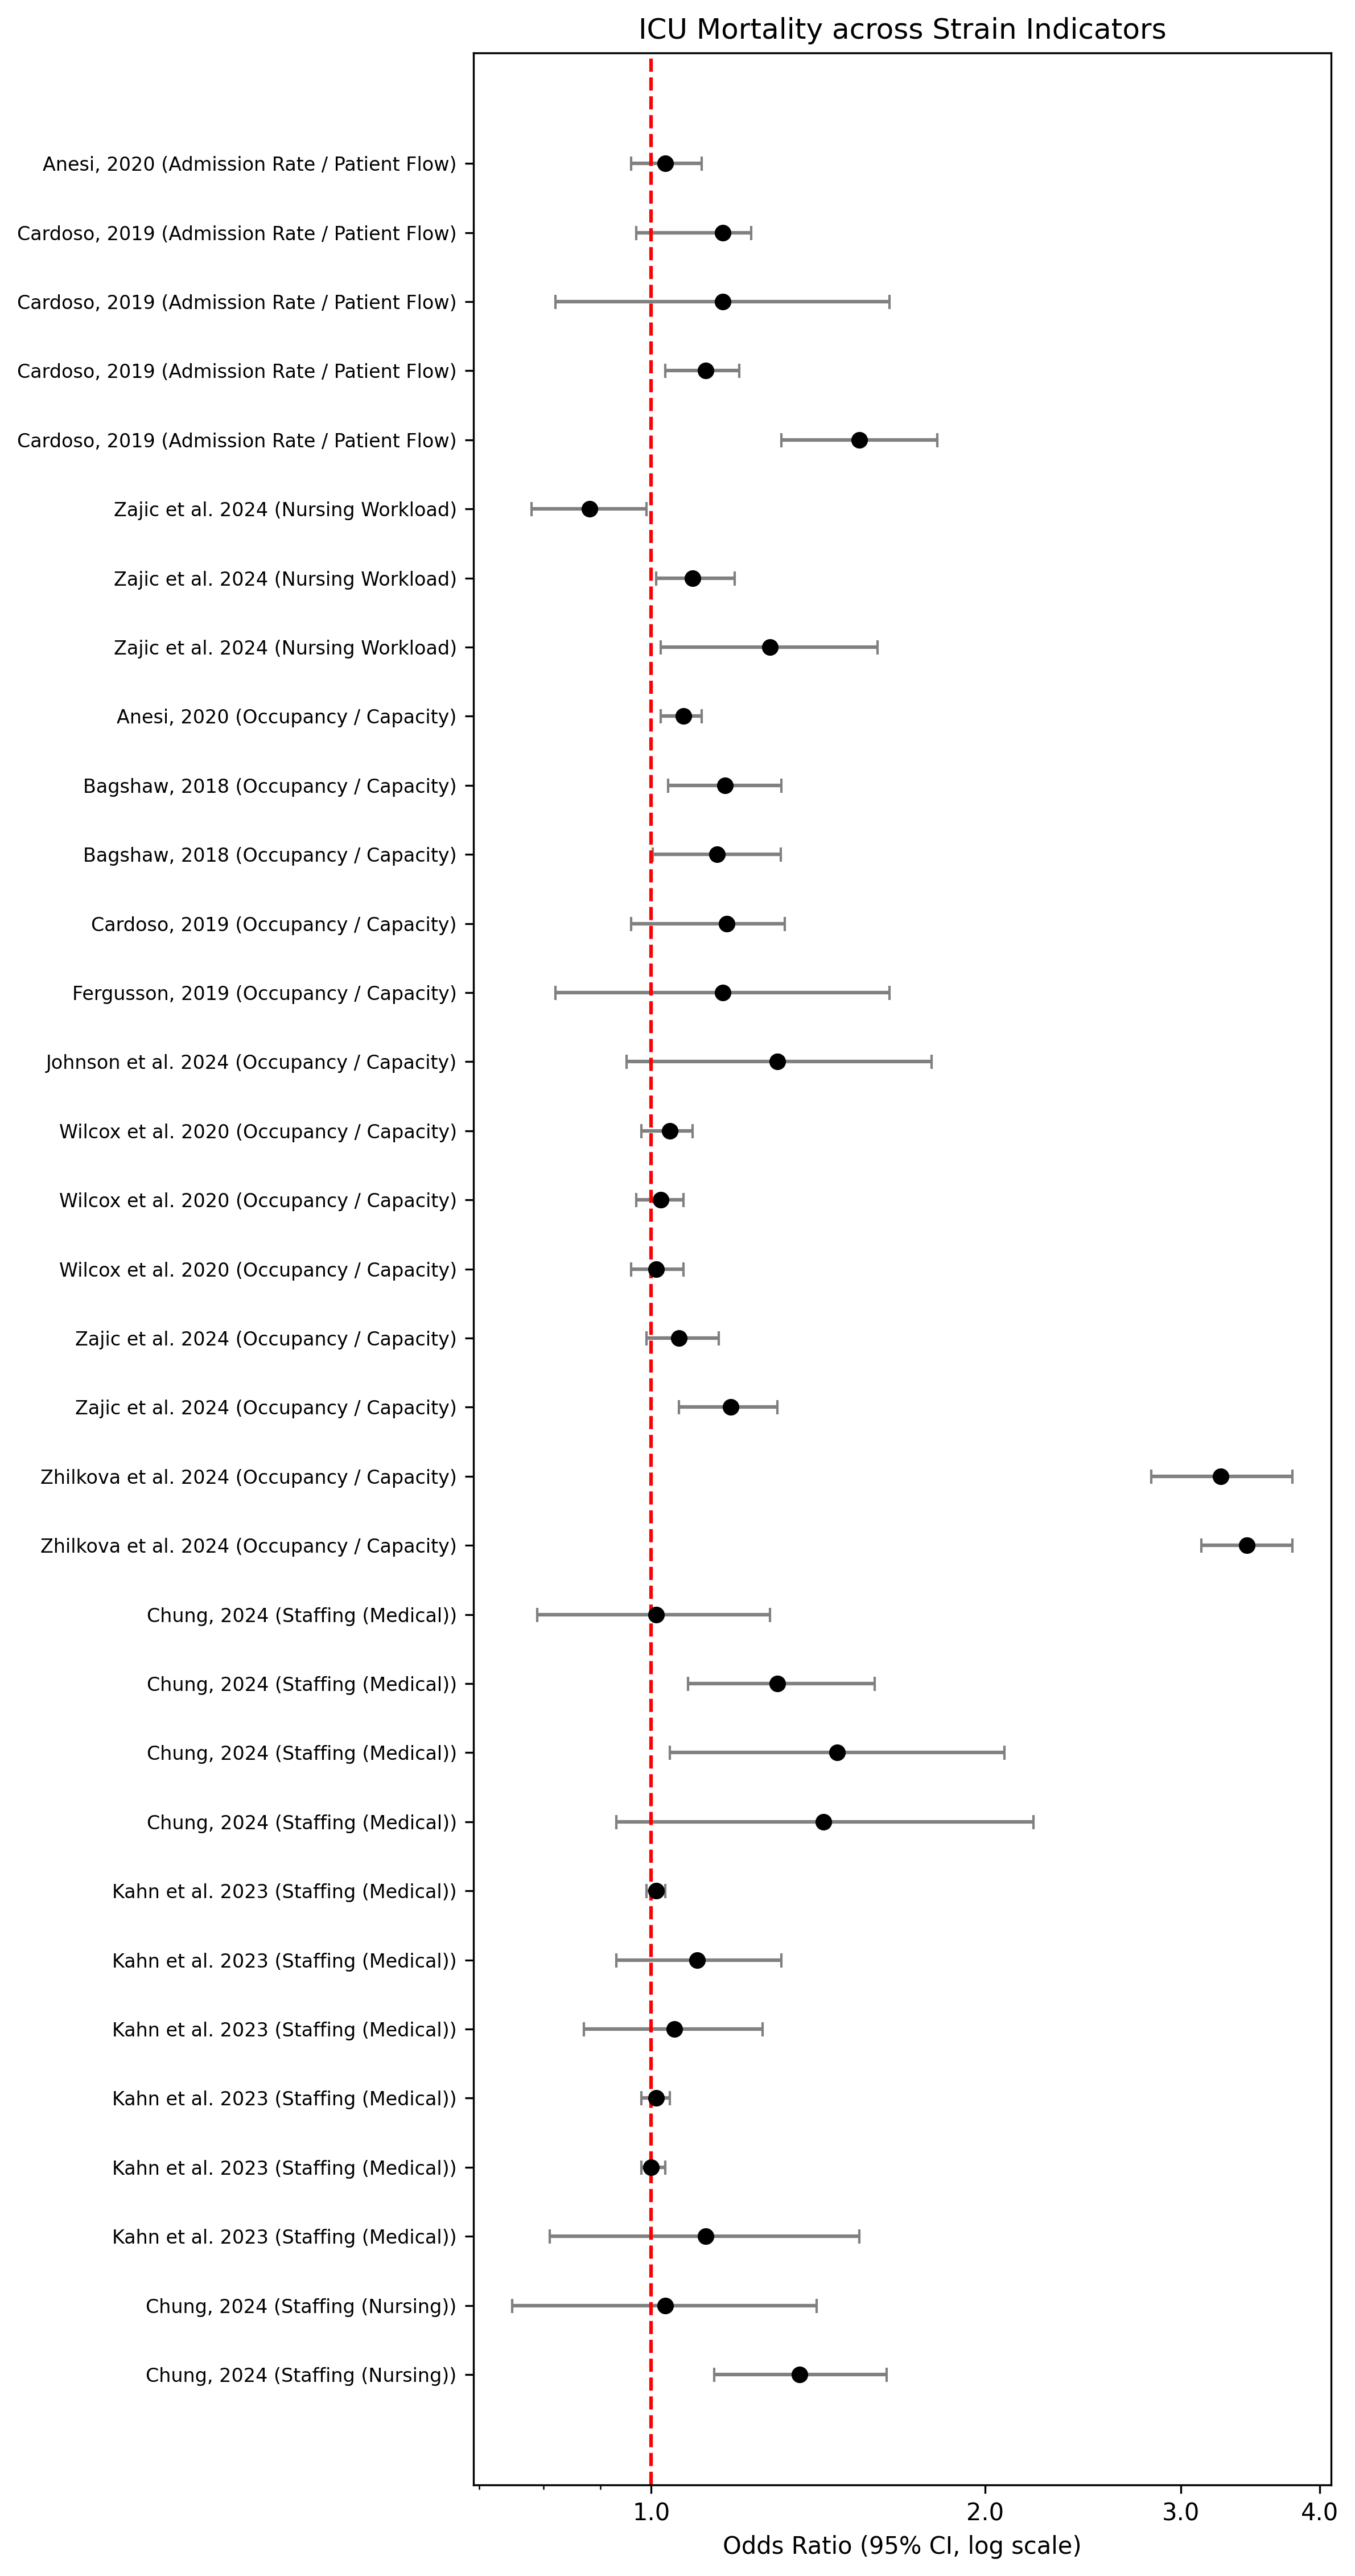 ICU Mortality across Strain Indicators
Anesi, 2020 (Admission Rate / Patient Flow)
Cardoso, 2019 (Admission Rate / Patient Flow)
Cardoso, 2019 (Admission Rate / Patient Flow)
Cardoso, 2019 (Admission Rate / Patient Flow)
Cardoso, 2019 (Admission Rate / Patient Flow)
Zajic et al. 2024 (Nursing Workload)
Zajic et al. 2024 (Nursing Workload)
Zajic et al. 2024 (Nursing Workload)
Anesi, 2020 (Occupancy / Capacity)
Bagshaw, 2018 (Occupancy / Capacity)
Bagshaw, 2018 (Occupancy / Capacity)
Cardoso, 2019 (Occupancy / Capacity)
Fergusson, 2019 (Occupancy / Capacity)
Johnson et al. 2024 (Occupancy / Capacity)
Wilcox et al. 2020 (Occupancy / Capacity)
Wilcox et al. 2020 (Occupancy / Capacity)
Wilcox et al. 2020 (Occupancy / Capacity)
Zajic et al. 2024 (Occupancy / Capacity)
Zajic et al. 2024 (Occupancy / Capacity)
Zhilkova et al. 2024 (Occupancy / Capacity)
Zhilkova et al. 2024 (Occupancy / Capacity)
Chung, 2024 (Staffing (Medical))
Chung, 2024 (Staffing (Medical))
Chung, 2024 (Staffing (Medical))
Chung, 2024 (Staffing (Medical))
Kahn et al. 2023 (Staffing (Medical))
Kahn et al. 2023 (Staffing (Medical))
Kahn et al. 2023 (Staffing (Medical))
Kahn et al. 2023 (Staffing (Medical))
Kahn et al. 2023 (Staffing (Medical))
Kahn et al. 2023 (Staffing (Medical))
Chung, 2024 (Staffing (Nursing))
Chung, 2024 (Staffing (Nursing))
1.0 2.0 3.0 4.0
Odds Ratio (95% CI, log scale)